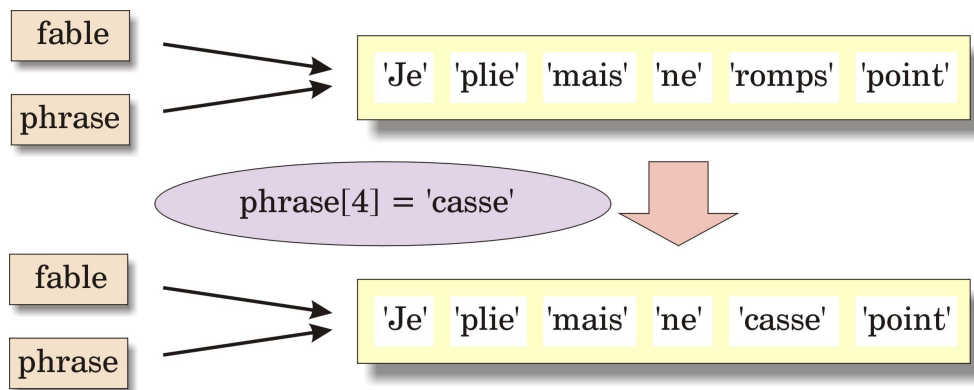 fable
'Je' 'plie' 'mais' 'ne' 'romps' 'point'
phrase
phrase[4] = 'casse'
fable
'Je' 'plie' 'mais' 'ne' 'casse' 'point'
phrase